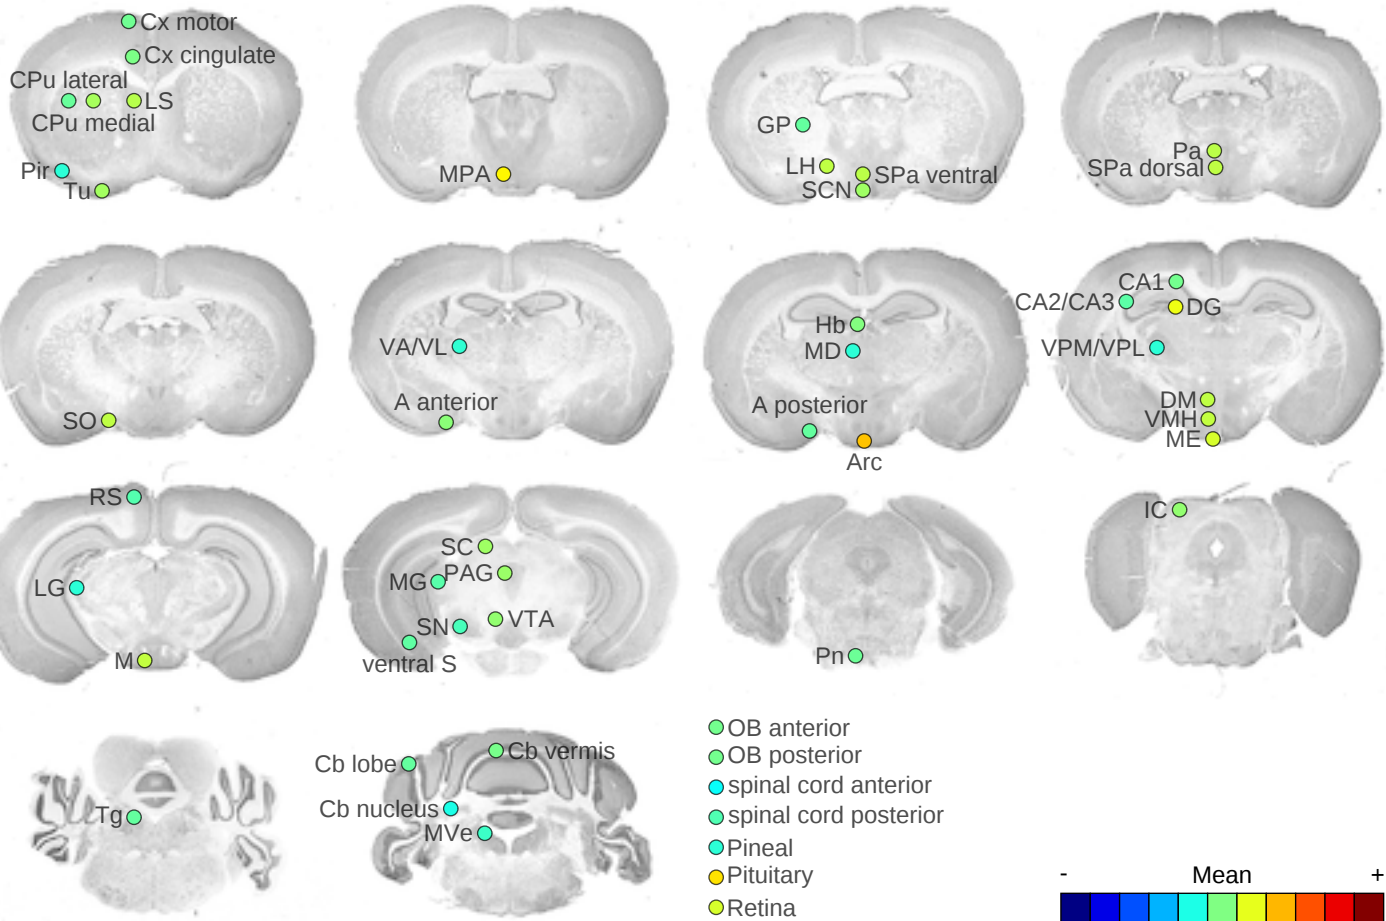 Cx motor
Cx cingulate
CPu lateral
LS
CPu medial
Pir
Tu
MPA
GP
LH
SPa ventral
SCN
Pa
SPa dorsal
SO
VA/VL
A anterior
Hb
MD
A posterior
Arc
CA1
CA2/CA3
DG
VPM/VPL
DM
VMH
ME
RS
LG
M
SC
MG
PAG
SN
VTA
ventral S
Pn
IC
Tg
Cb lobe
Cb vermis
Cb nucleus
MVe
OB anterior
OB posterior
spinal cord anterior
spinal cord posterior
Pineal
Pituitary
Retina
- Mean +